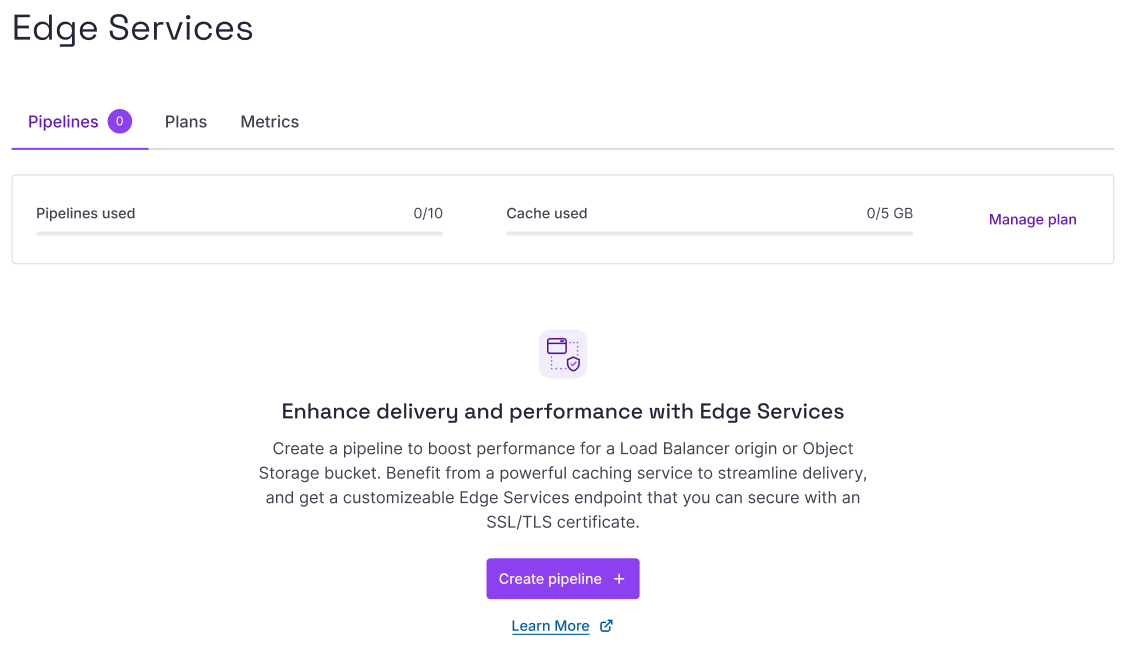 Edge Services
Pipelines 0 Plans Metrics
Pipelines used 0/10 Cache used 0/5 GB Manage plan
Enhance delivery and performance with Edge Services
Create a pipeline to boost performance for a Load Balancer origin or Object
Storage bucket. Benefit from a powerful caching service to streamline delivery,
and get a customizeable Edge Services endpoint that you can secure with an
SSL/TLS certificate.
Create pipeline +
Learn More